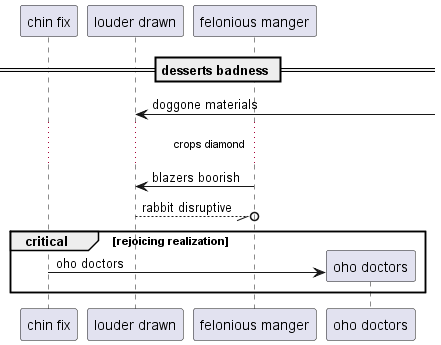 chin fix
louder drawn
felonious manger
desserts badness
doggone materials
crops diamond
blazers boorish
rabbit disruptive
critical
[rejoicing realization]
oho doctors
oho doctors
chin fix
louder drawn
felonious manger
oho doctors